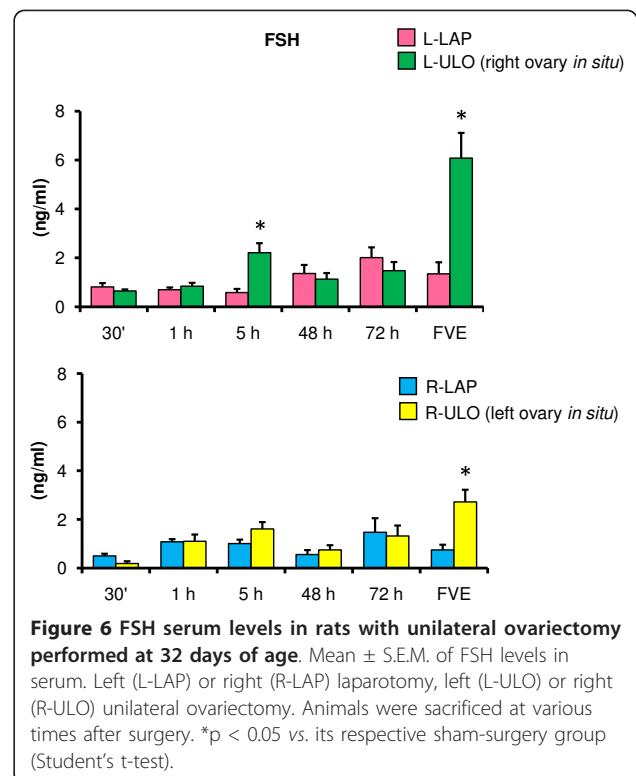 FSH
L-LAP
L-ULO (right ovary in situ)
(ng/ml)
8
6
4
2
0
*
*
30' 1 h 5 h 48 h 72 h FVE
R-LAP
R-ULO (left ovary in situ)
(ng/ml)
8
6
4
2
0
*
30' 1 h 5 h 48 h 72 h FVE
Figure 6 FSH serum levels in rats with unilateral ovariectomy
performed at 32 days of age. Mean ± S.E.M. of FSH levels in
serum. Left (L-LAP) or right (R-LAP) laparotomy, left (L-ULO) or right
(R-ULO) unilateral ovariectomy. Animals were sacrificed at various
times after surgery. *p < 0.05 vs. its respective sham-surgery group
(Student's t-test).